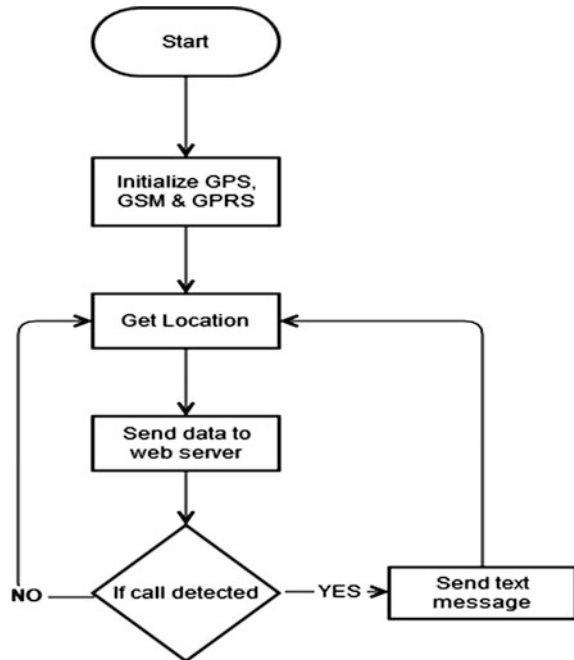 Start
Initialize GPS,
GSM & GPRS
Get Location
Send data to
web server
If call detected
NO
YES
Send text
message